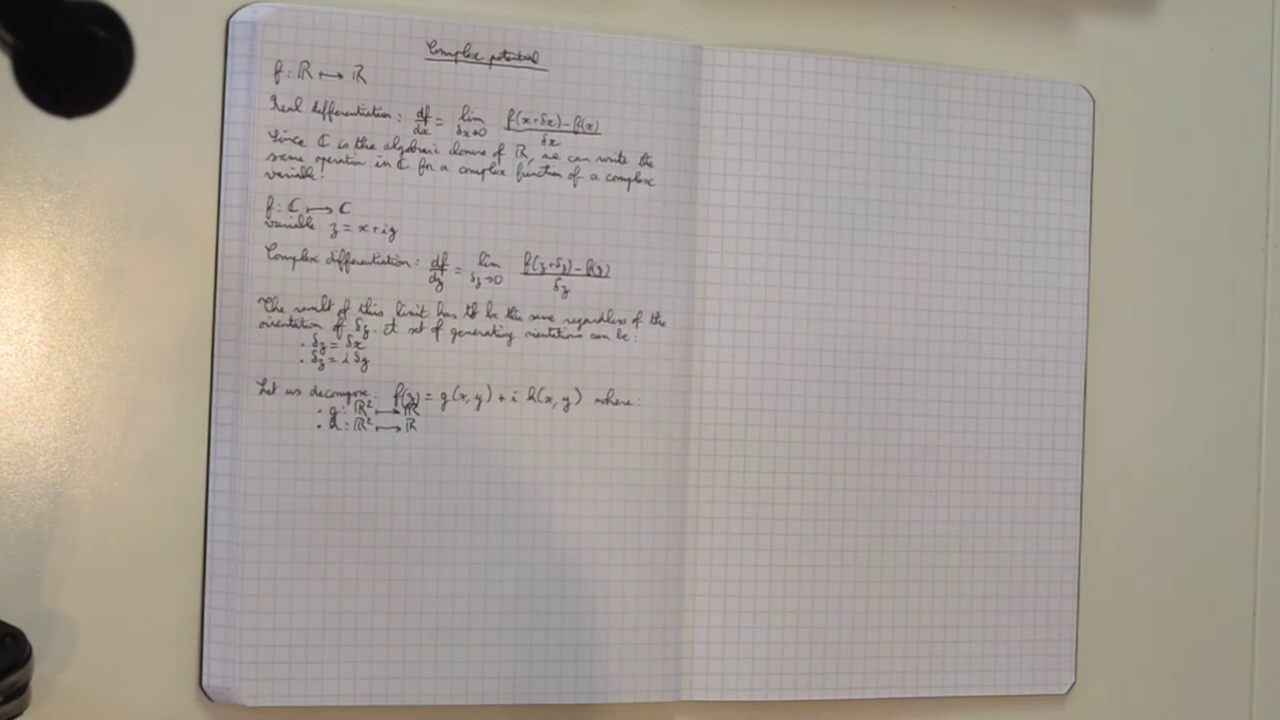 Complex potential
f : ℝ ⟼ ℝ
Real differentiation : df/dx = lim δx→0 f(x+δx)-f(x)/δx
Since ℂ is the algebraic closure of ℝ, we can write the
same operation in ℂ for a complex function of a complex
variable!
f : ℂ ⟼ ℂ
variable z = x+iy
Complex differentiation : df/dz = lim δz→0 f(z+δz)-f(z)/δz
The result of this limit has to be the same regardless of the
orientation of δz. A set of generating orientations can be :
• δz = δx
• δz = i δy
Let us decompose : f(z) = g(x,y) + i h(x,y) where :
• g : ℝ² ⟼ ℝ
• h : ℝ² ⟼ ℝ